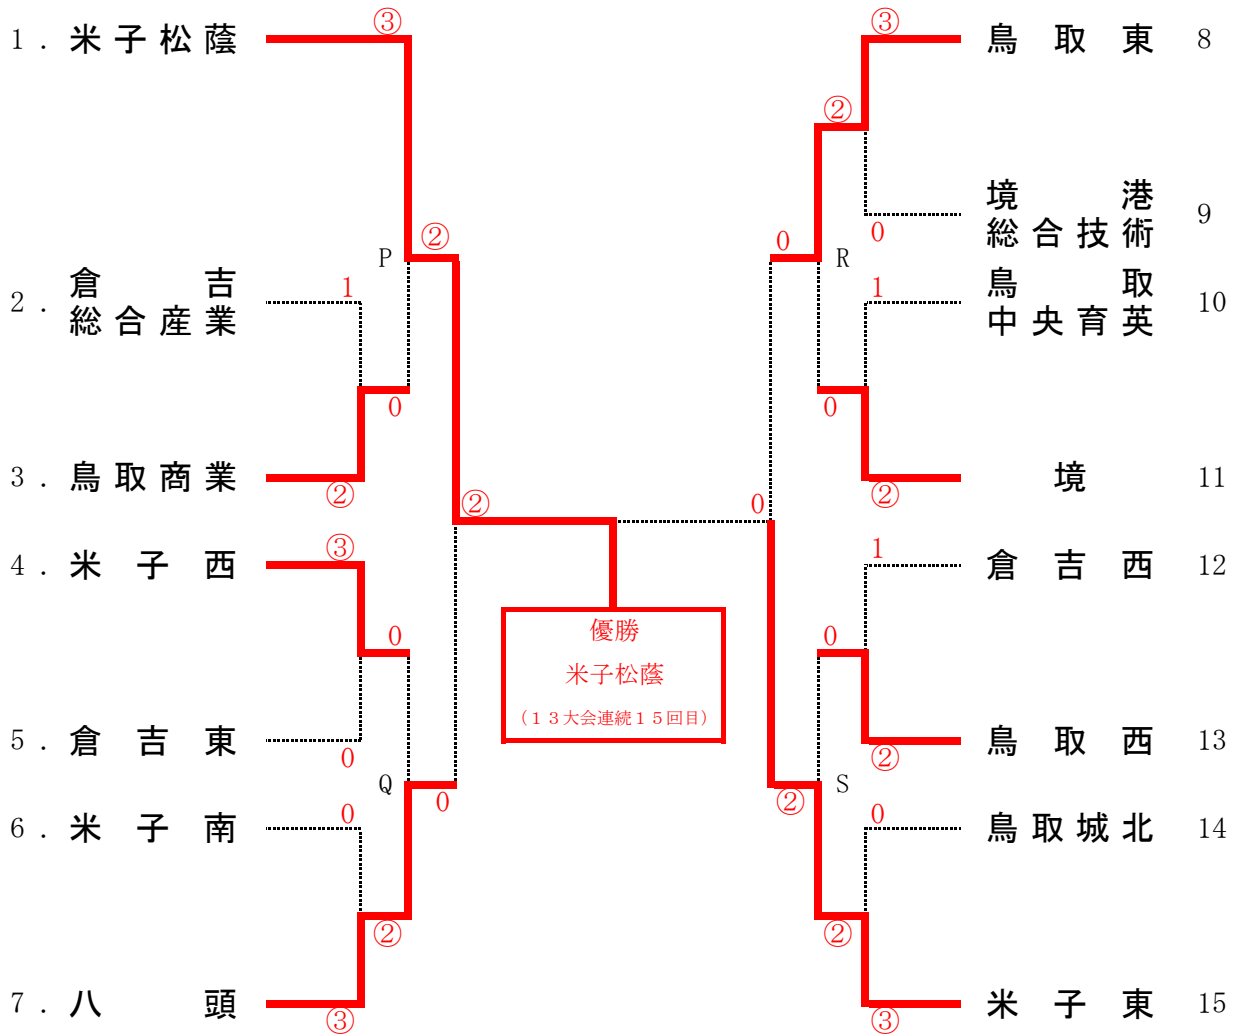 ③
1．米子松蔭
②
P
2．倉吉総合産業
1
0
3．鳥取商業
②
②
③
4．米子西
0
5．倉吉東
0
Q
0
6．米子南
0
②
7．八頭
③
優勝
米子松蔭
（１３大会連続１５回目）
③
鳥取東 8
②
境港
総合技術 9
0
0
R
1
鳥取
中央育英 10
0
境 11
②
0
1
倉吉西 12
0
鳥取西 13
②
S
②
0
鳥取城北 14
②
米子東 15
③